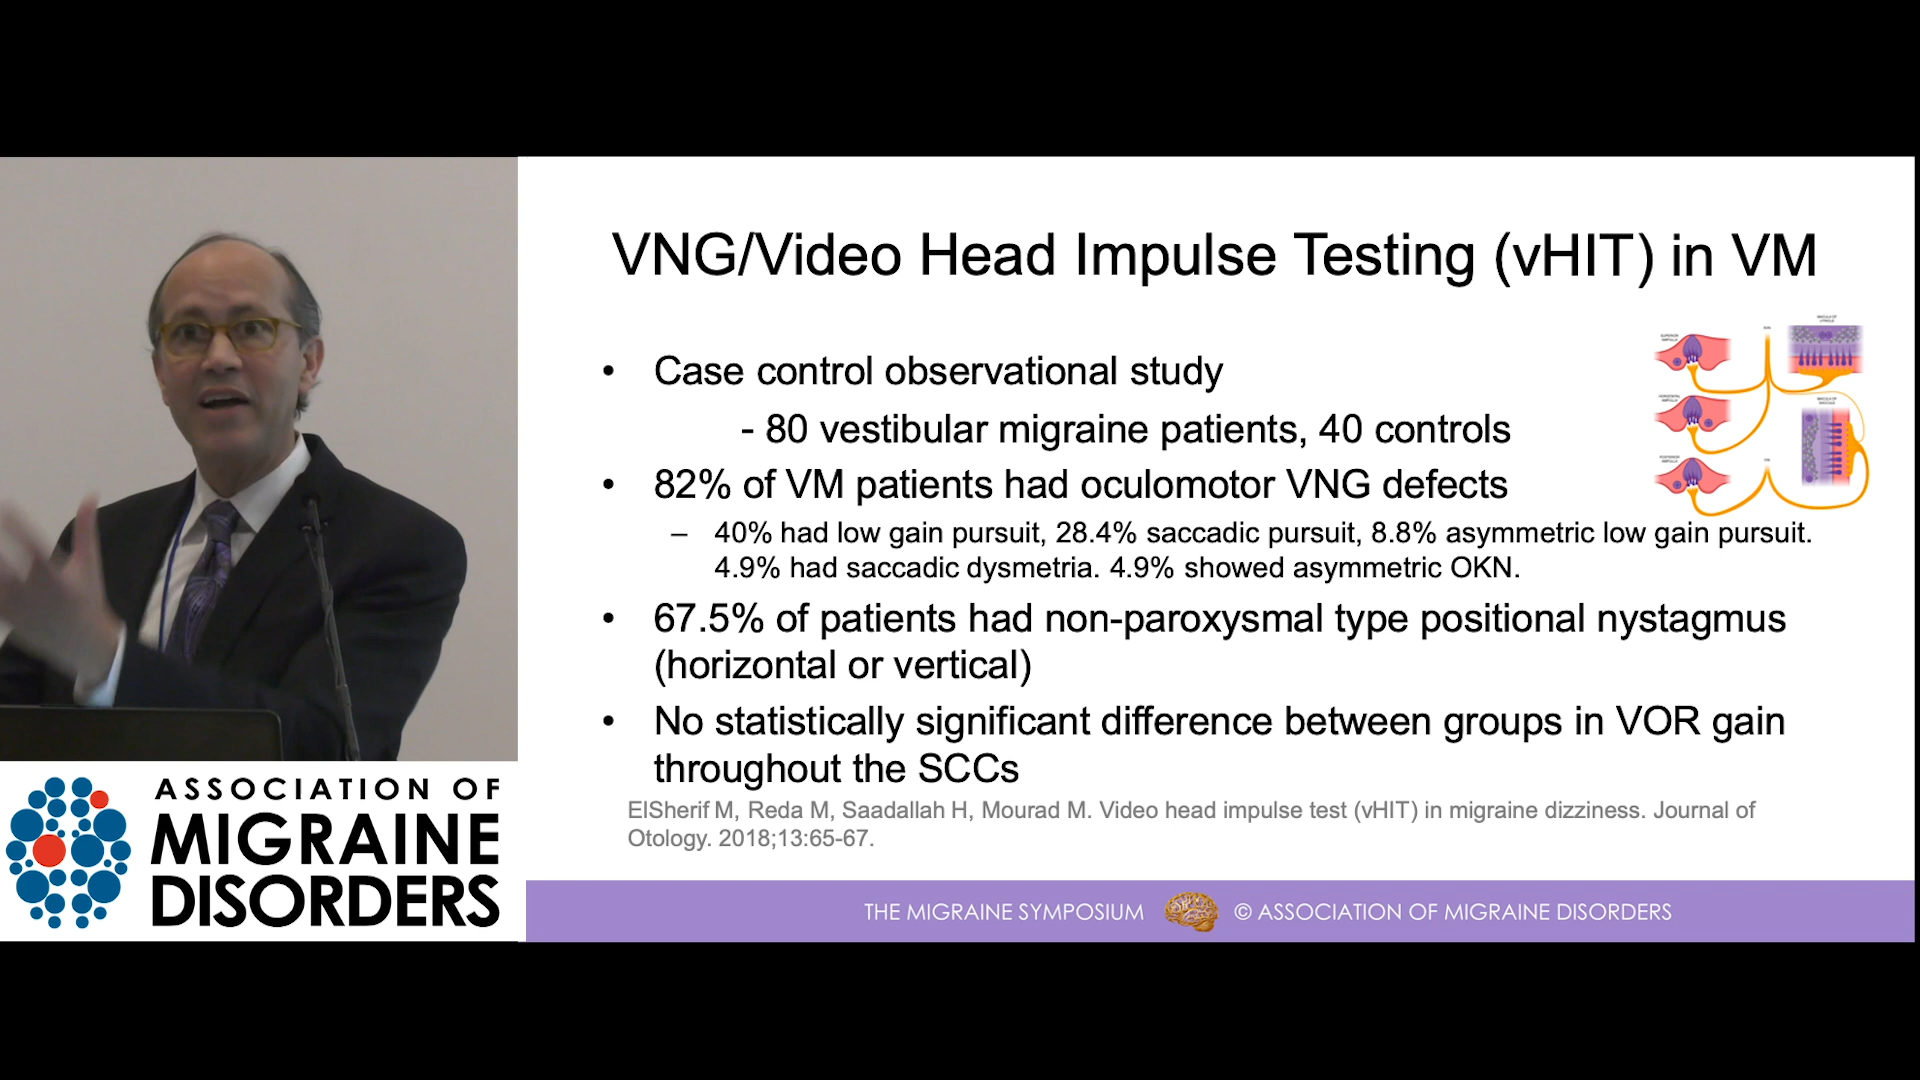 VNG/Video Head Impulse Testing (vHIT) in VM
• Case control observational study
- 80 vestibular migraine patients, 40 controls
• 82% of VM patients had oculomotor VNG defects
– 40% had low gain pursuit, 28.4% saccadic pursuit, 8.8% asymmetric low gain pursuit.
4.9% had saccadic dysmetria. 4.9% showed asymmetric OKN.
• 67.5% of patients had non-paroxysmal type positional nystagmus
(horizontal or vertical)
• No statistically significant difference between groups in VOR gain
throughout the SCCs
ElSherif M, Reda M, Saadallah H, Mourad M. Video head impulse test (vHIT) in migraine dizziness. Journal of
Otology. 2018;13:65-67.
THE MIGRAINE SYMPOSIUM © ASSOCIATION OF MIGRAINE DISORDERS
ASSOCIATION OF
MIGRAINE
DISORDERS